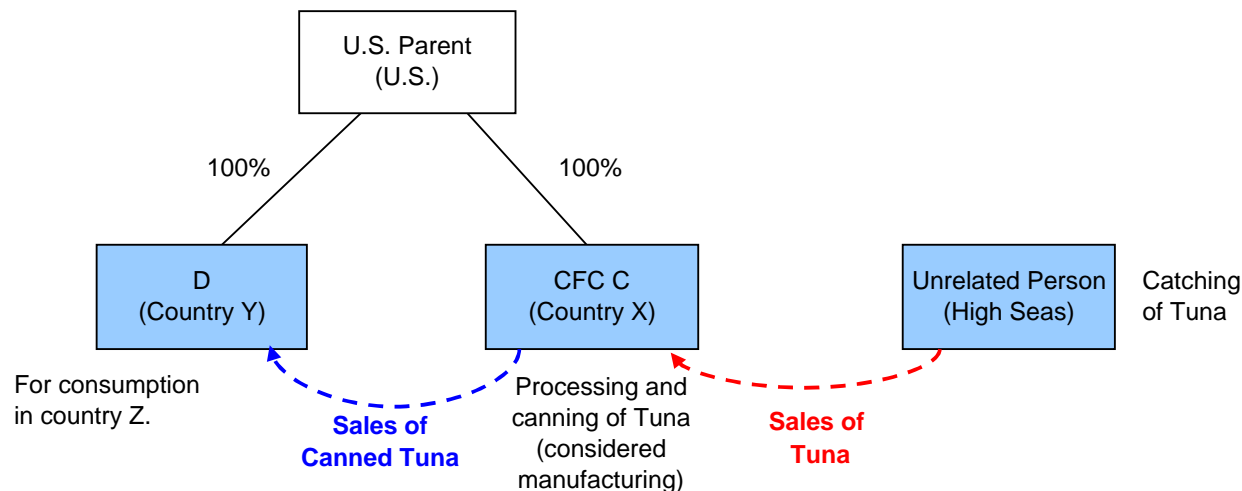 U.S. Parent
(U.S.)
100%
100%
D
(Country Y)
CFC C
(Country X)
Unrelated Person
(High Seas)
Catching
of Tuna
For consumption
in country Z.
Sales of
Canned Tuna
Processing and
canning of Tuna
(considered
manufacturing)
Sales of
Tuna